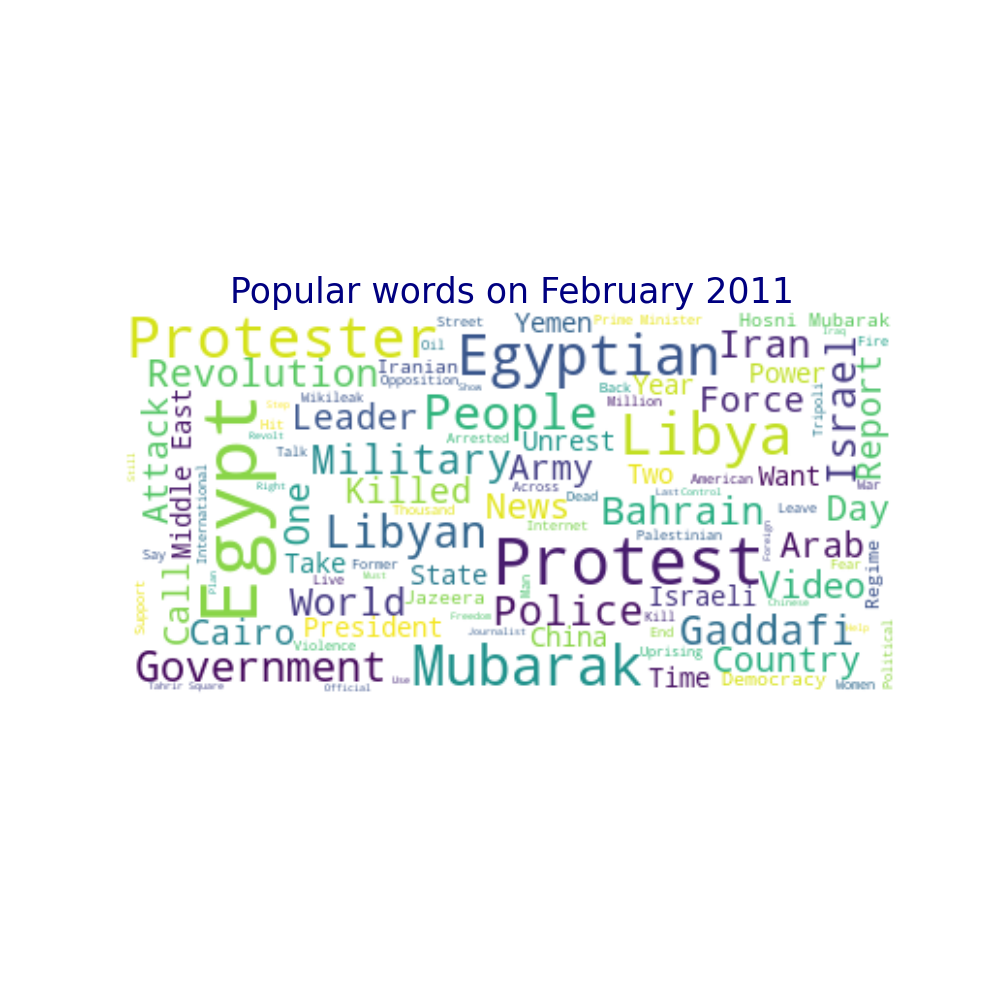 Popular words on February 2011
Protester
Street
Yemen
Prime Minister
Hosni Mubarak
Iraq
Oil
Egyptian
Iran
Fire
Israel
Revolution
Iranian
Opposition
Show
Power
Report
Back
Year
Attack
Middle East
Egypt
Step
Wikileak
Leader
People
Million
Force
Tripoli
Hit
Revolt
Arrested
Unrest
Libya
Talk
Military
Army
Still
International
Right
One
Killed
Across
Two
American
Want
War
Thousand
News
Dead
Last
Control
Bahrain
Leave
Day
Libyan
Internet
Palestinian
Foreign
Arab
Say
Call
Plan
Take
Former
Protest
Fear
Regime
Live
Must
State
Man
Israeli
Video
Chinese
Support
World
Jazeera
Police
Kill
Freedom
Cairo
President
Journalist
China
End
Gaddafi
Help
Political
Violence
Uprising
Government
Use
Mubarak
Time
Country
Democracy
Women
Tahrir Square
Official